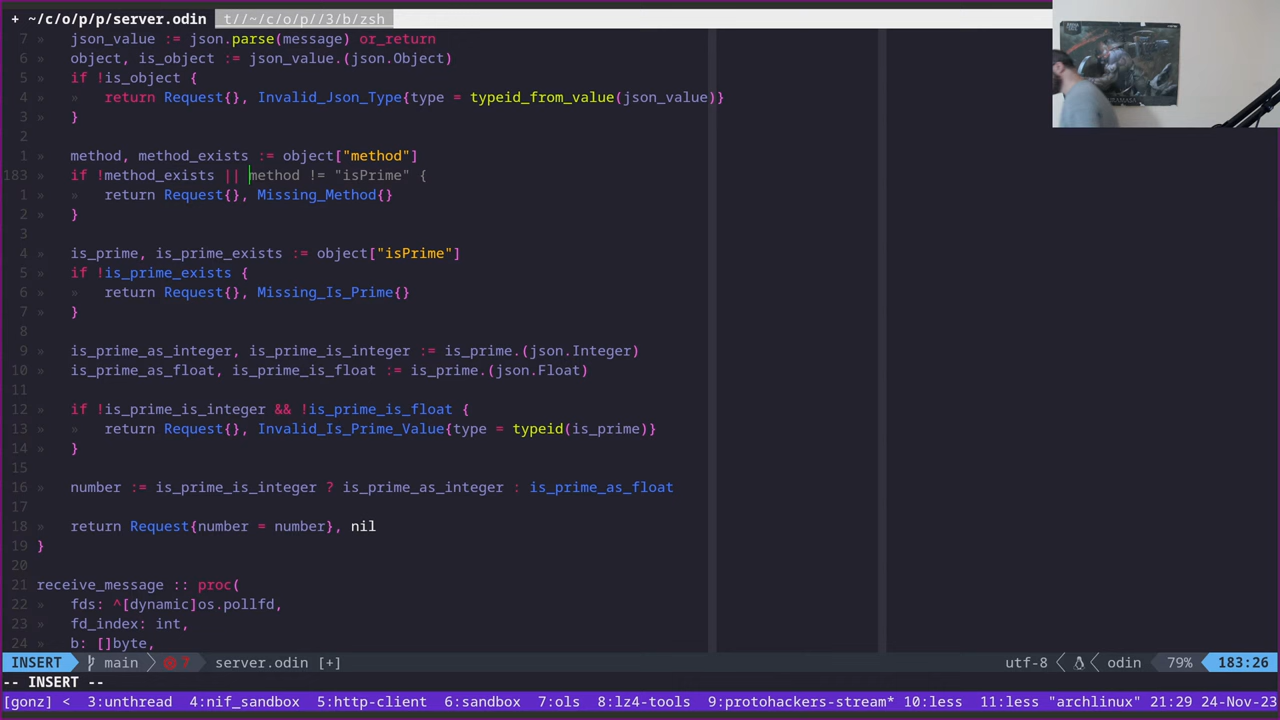 + ~/c/o/p/p/server.odin  t//~/c/o/p//3/b/zsh
7 »   json_value := json.parse(message) or_return
6 »   object, is_object := json_value.(json.Object)
5 »   if !is_object {
4 »   »   return Request{}, Invalid_Json_Type{type = typeid_from_value(json_value)}
3 »   }
2
1 »   method, method_exists := object["method"]
183 »   if !method_exists || method != "isPrime" {
1 »   »   return Request{}, Missing_Method{}
2 »   }
3
4 »   is_prime, is_prime_exists := object["isPrime"]
5 »   if !is_prime_exists {
6 »   »   return Request{}, Missing_Is_Prime{}
7 »   }
8
9 »   is_prime_as_integer, is_prime_is_integer := is_prime.(json.Integer)
10 »   is_prime_as_float, is_prime_is_float := is_prime.(json.Float)
11
12 »   if !is_prime_is_integer && !is_prime_is_float {
13 »   »   return Request{}, Invalid_Is_Prime_Value{type = typeid(is_prime)}
14 »   }
15
16 »   number := is_prime_is_integer ? is_prime_as_integer : is_prime_as_float
17
18 »   return Request{number = number}, nil
19 }
20
21 receive_message :: proc(
22 »   fds: ^[dynamic]os.pollfd,
23 »   fd_index: int,
24 »   b: []byte,
INSERT  main  7  server.odin [+]  utf-8  odin  79%  183:26
-- INSERT --
[gonz] <  3:unthread  4:nif_sandbox  5:http-client  6:sandbox  7:ols  8:lz4-tools  9:protohackers-stream* 10:less  11:less "archlinux" 21:29 24-Nov-23